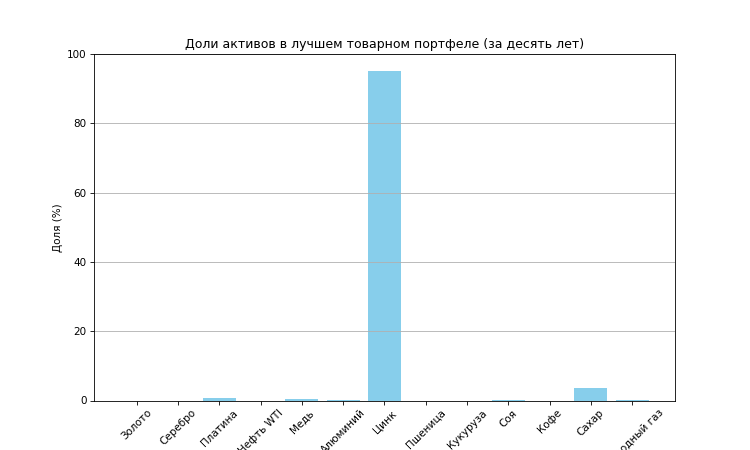 Доли активов в лучшем товарном портфеле (за десять лет)
Доля (%)
100
80
60
40
20
0
Золото
Серебро
Платина
Нефть WTI
Медь
Алюминий
Цинк
Пшеница
Кукуруза
Соя
Кофе
Сахар
одный газ